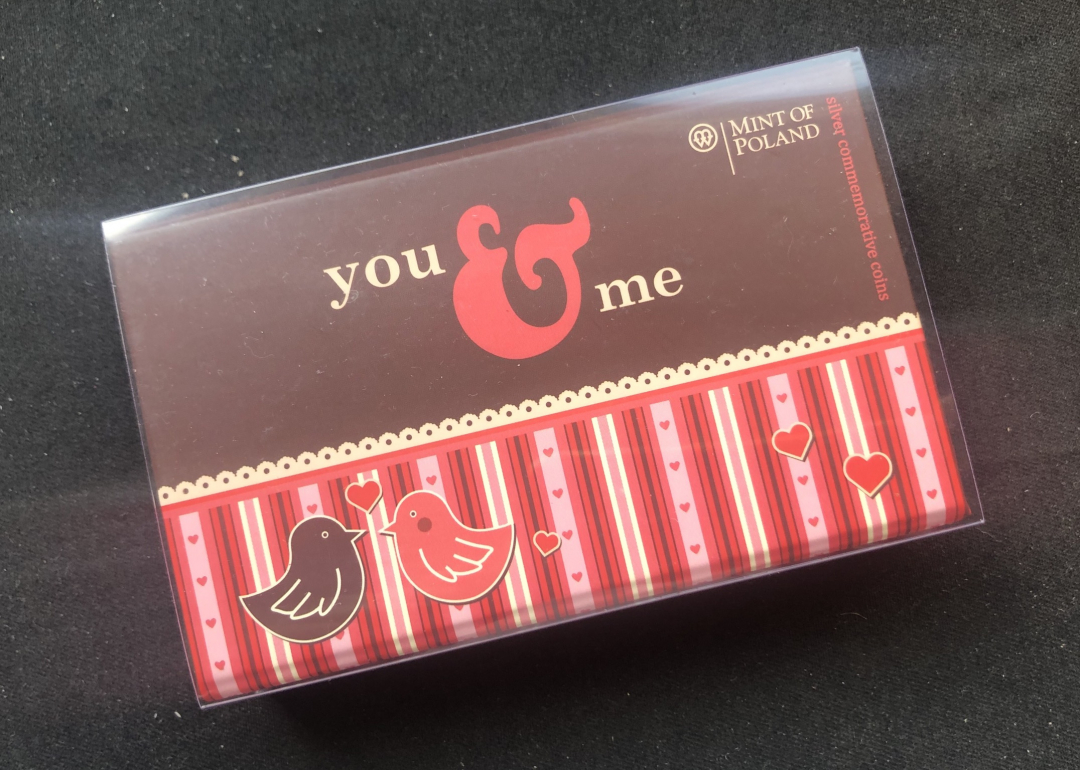 MINT OF
POLAND
silver commemorative coins
you & me